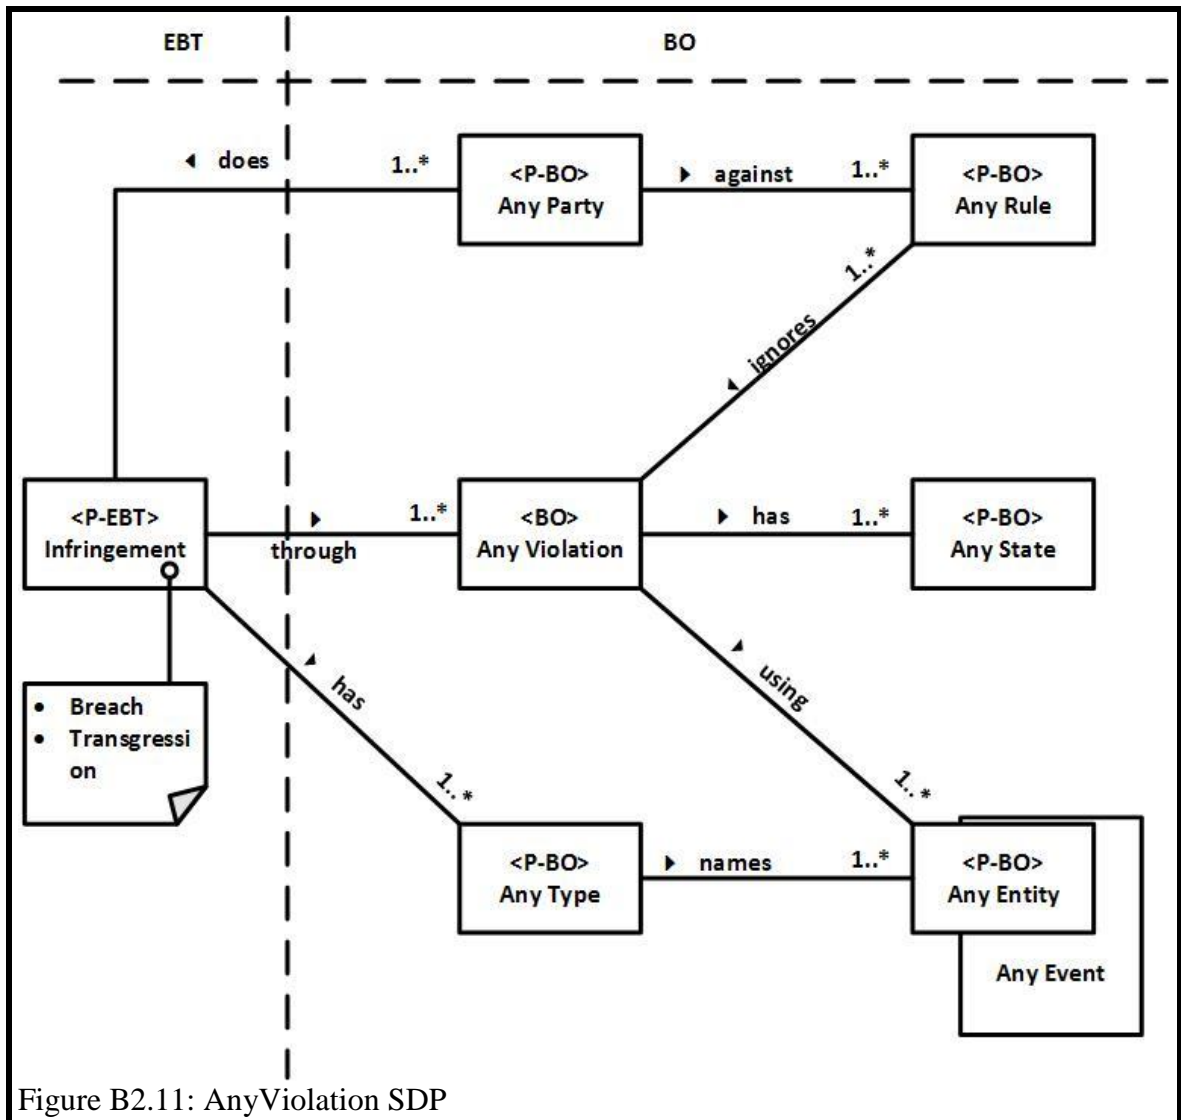 EBT
BO
◄ does
1..*
<P-BO>
Any Party
► against
1..*
<P-BO>
Any Rule
1..*
ignores
<P-EBT>
Infringement
through
1..*
<BO>
Any Violation
► has
1..*
<P-BO>
Any State
• Breach
• Transgressi
on
has
1..*
using
1..*
<P-BO>
Any Type
► names
1..*
<P-BO>
Any Entity
Any Event
Figure B2.11: AnyViolation SDP